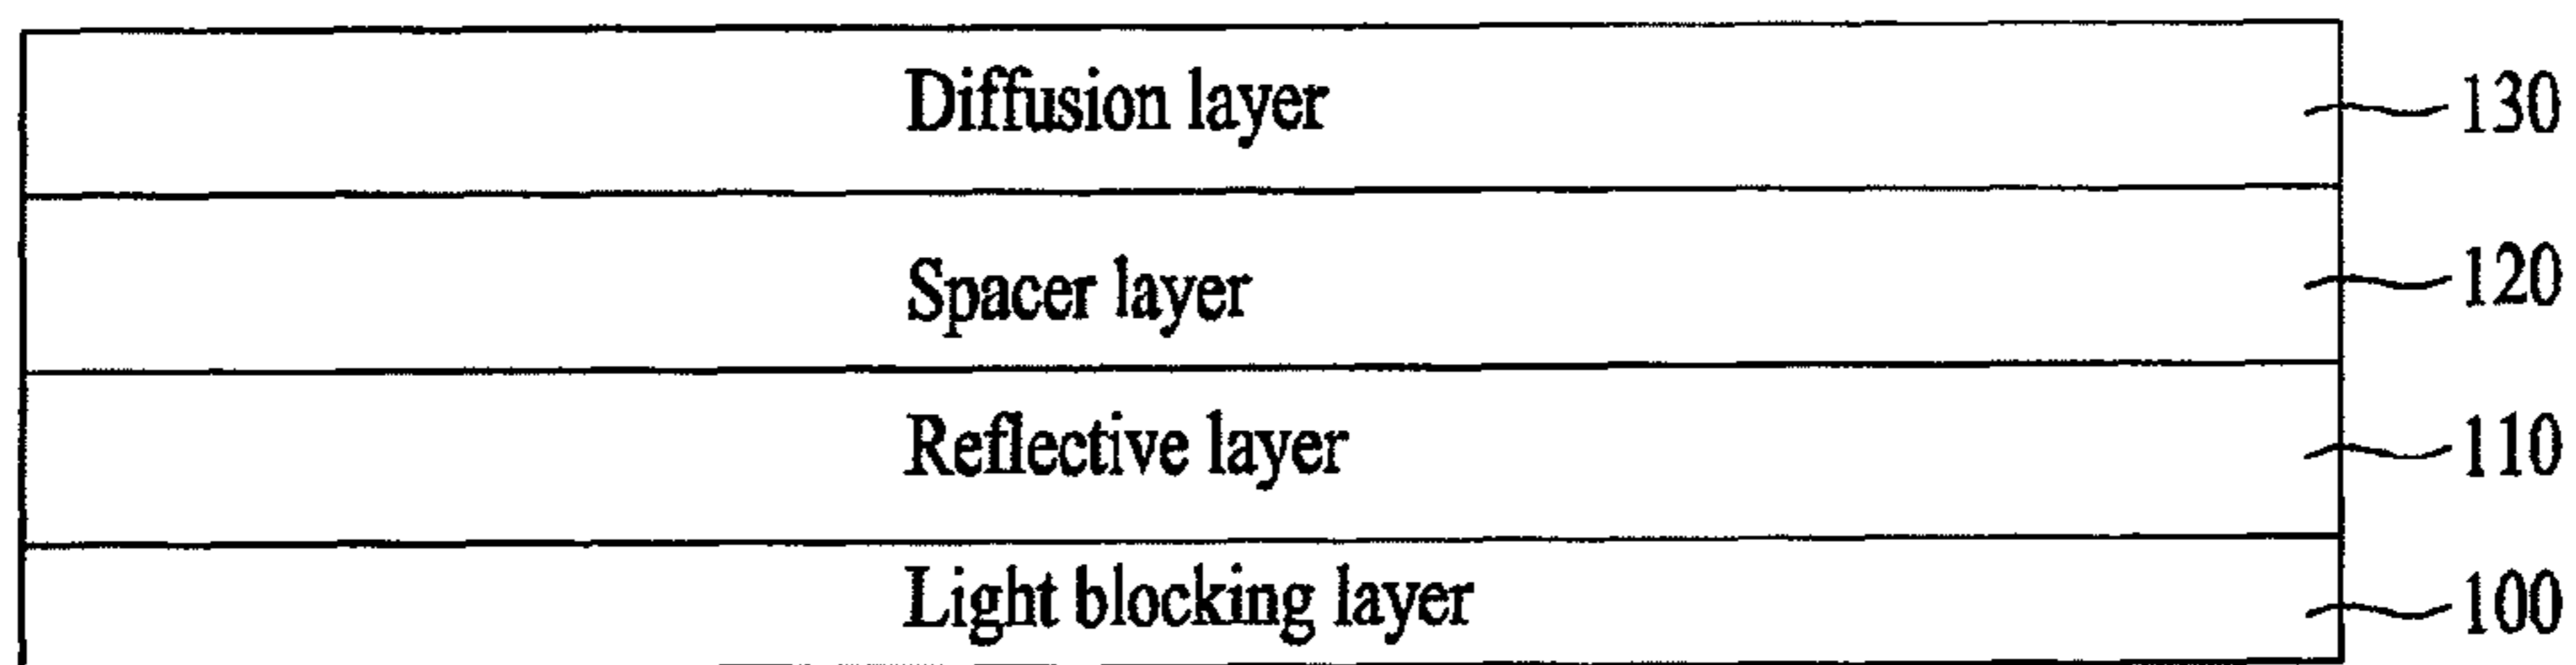 Diffusion layer 130
Spacer layer 120
Reflective layer 110
Light blocking layer 100